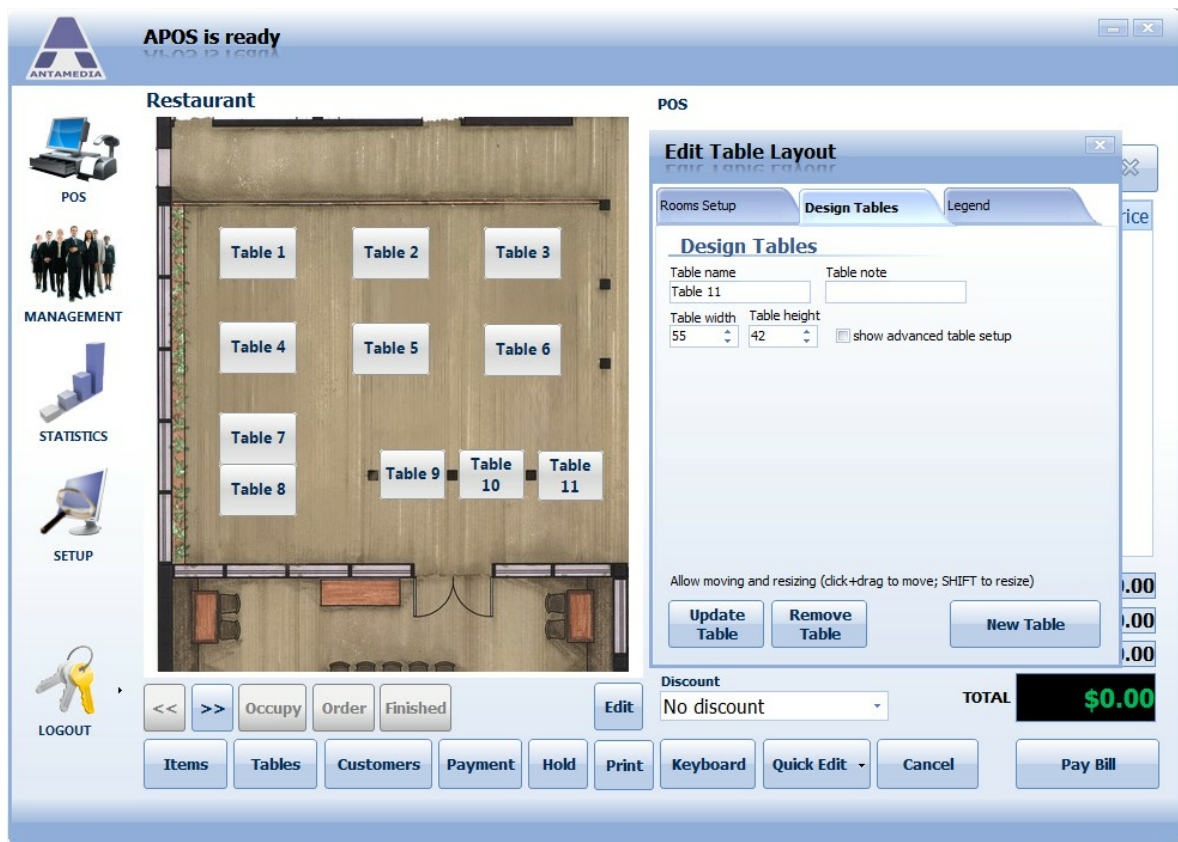 APOS is ready
ANTAMEDIA
POS
MANAGEMENT
STATISTICS
SETUP
LOGOUT
Restaurant
Table 1
Table 2
Table 3
Table 4
Table 5
Table 6
Table 7
Table 8
Table 9
Table
10
Table
11
<<
>>
Occupy
Order
Finished
Edit
POS
rice
Edit Table Layout
Rooms Setup
Design Tables
Legend
Design Tables
Table name
Table note
Table 11
Table width
Table height
55
42
show advanced table setup
Allow moving and resizing (click+drag to move; SHIFT to resize)
Update
Table
Remove
Table
New Table
.00
.00
.00
Discount
No discount
TOTAL
$0.00
Items
Tables
Customers
Payment
Hold
Print
Keyboard
Quick Edit
Cancel
Pay Bill